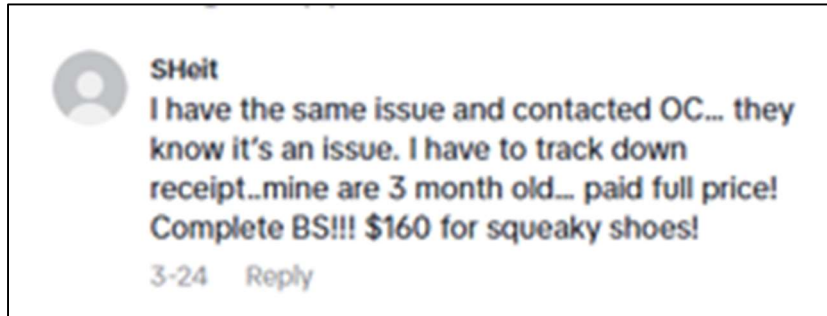 SHeit
I have the same issue and contacted OC... they
know it's an issue. I have to track down
receipt..mine are 3 month old... paid full price!
Complete BS!!! $160 for squeaky shoes!
3-24 Reply